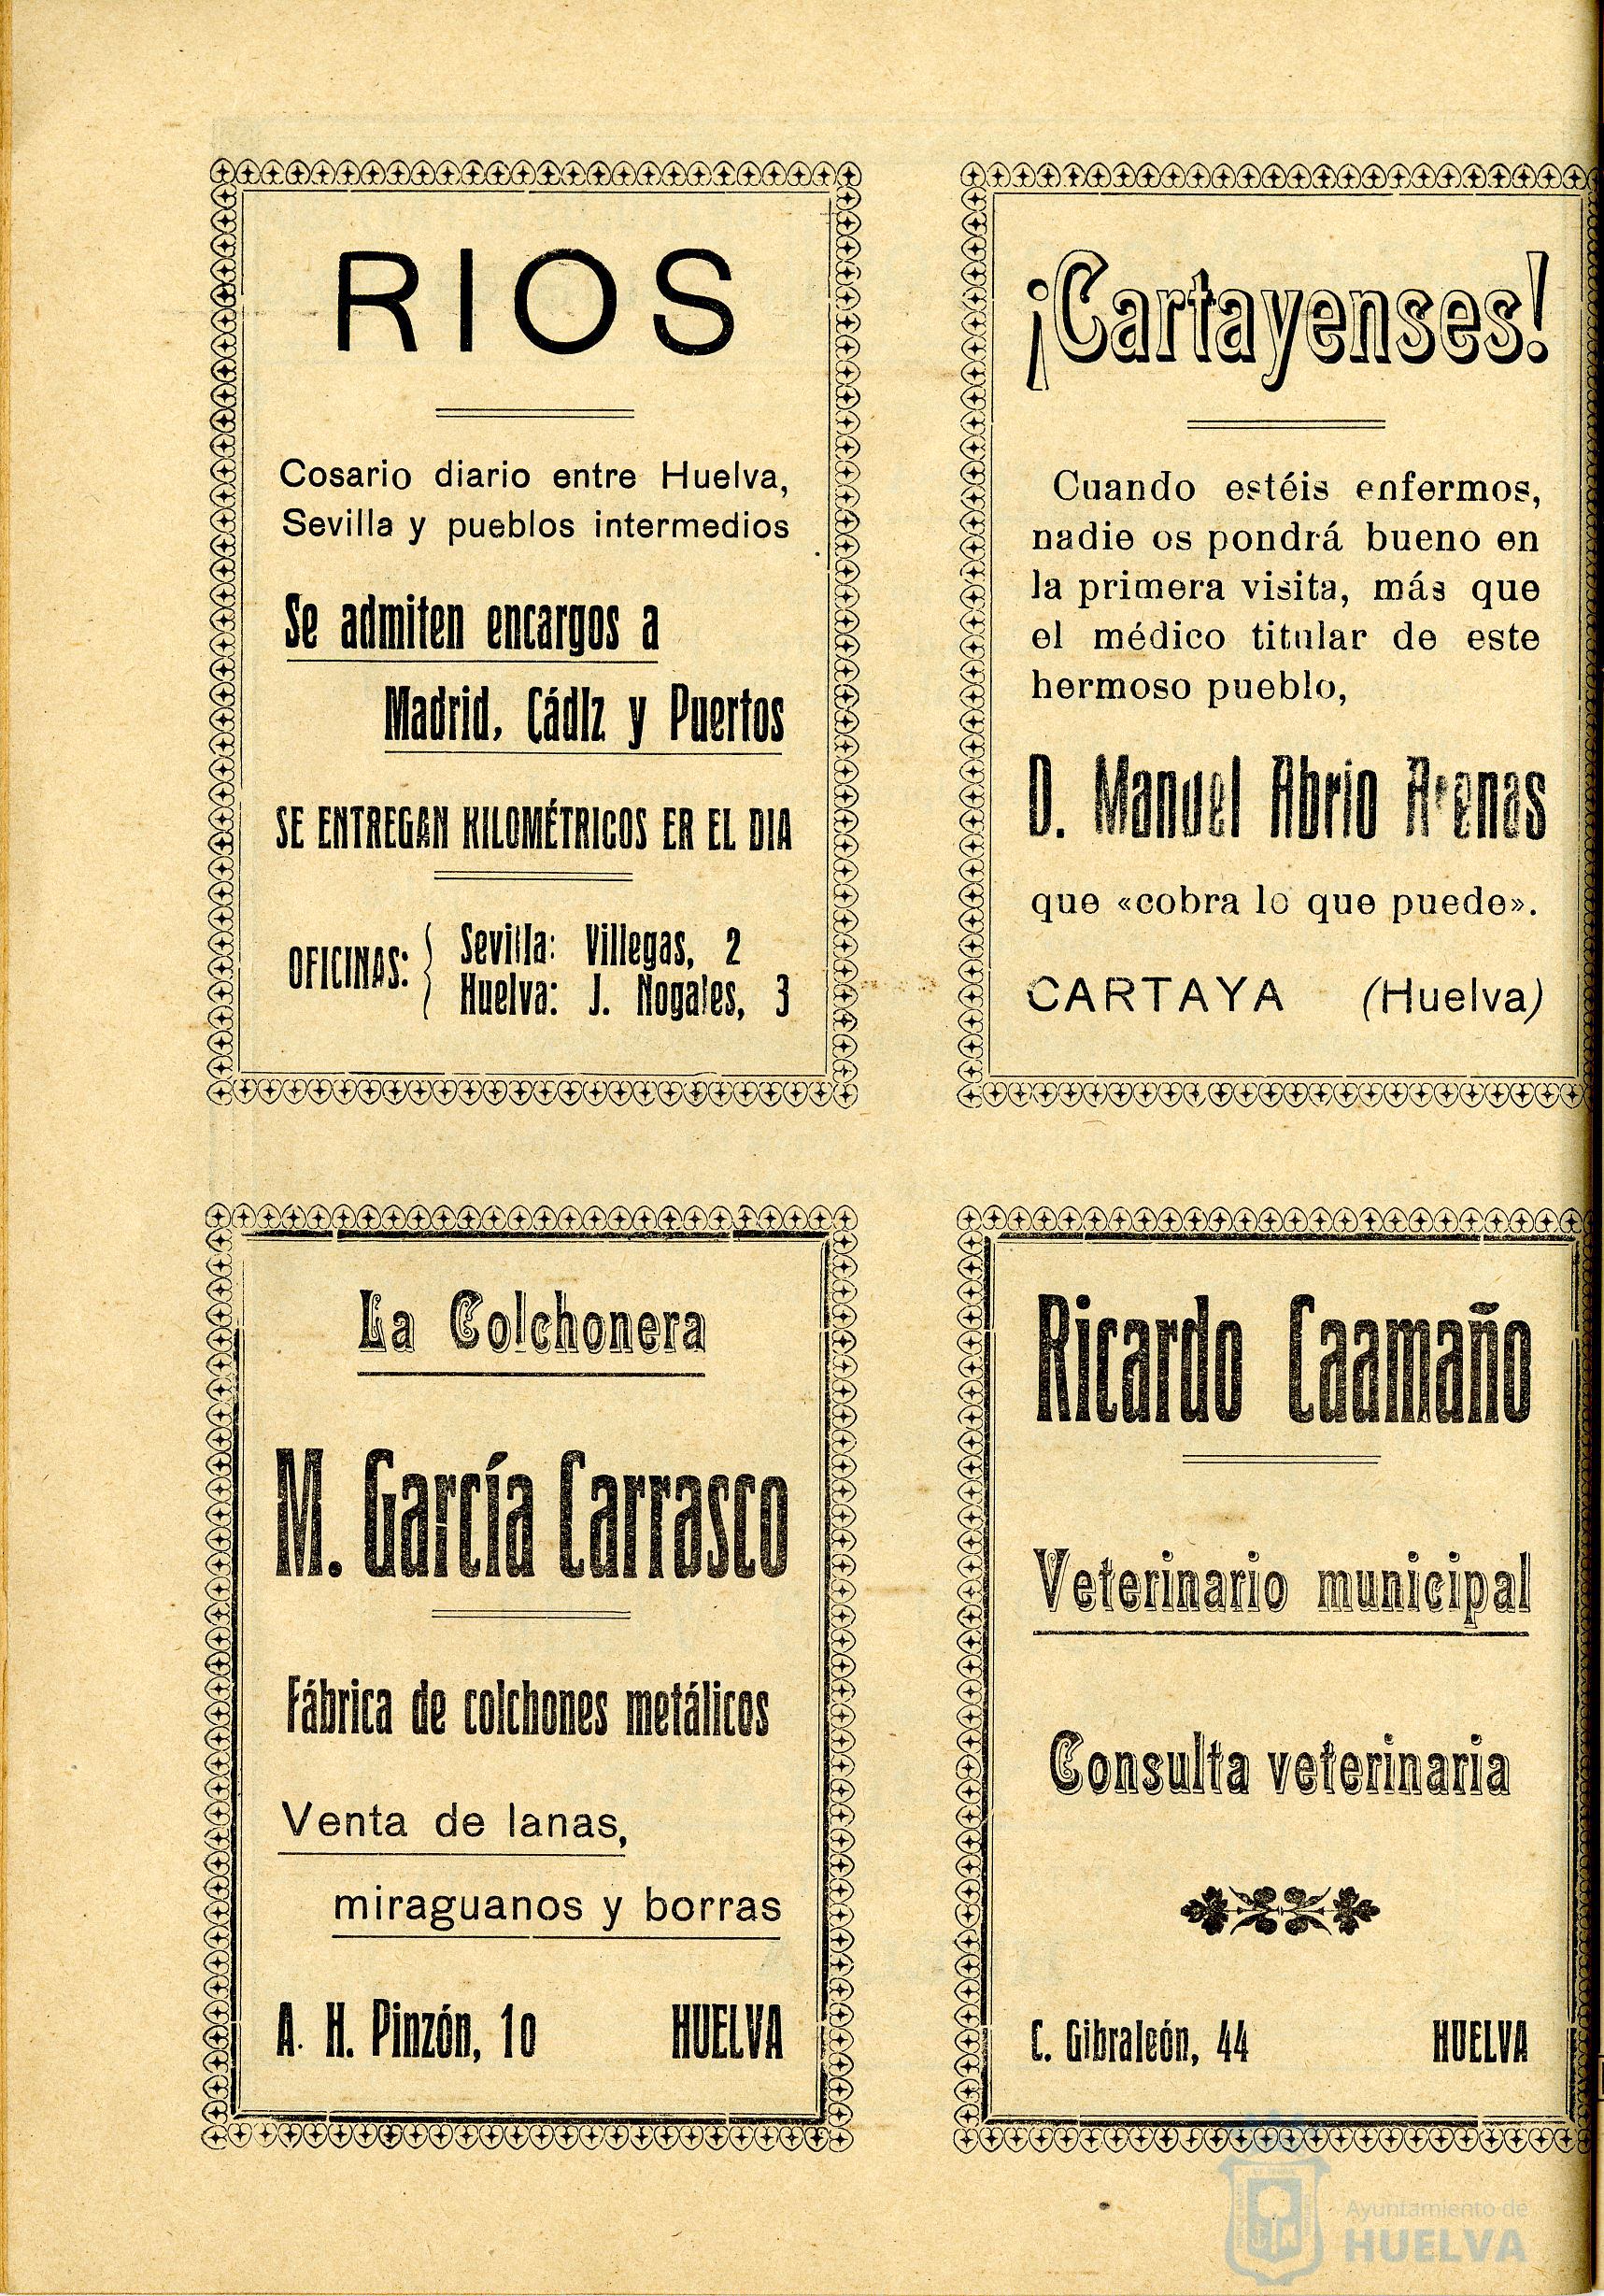 RIOS
Cosario diario entre Huelva,
Sevilla y pueblos intermedios
Se admiten encargos a
Madrid, Cádiz y Puertos
SE ENTREGAN KILOMÉTRICOS EN EL DIA
OFICINAS:
Sevilla: Villegas, 2
Huelva: J. Nogales, 3
¡Cartayenses!
Cuando estéis enfermos,
nadie os pondrá bueno en
la primera visita, más que
el médico titular de este
hermoso pueblo,
D. Manuel Abrio Arenas
que «cobra lo que puede».
CARTAYA (Huelva)
La Colchonera
M. García Carrasco
Fábrica de colchones metálicos
Venta de lanas,
miraguanos y borras
A. H. Pinzón, 10 HUELVA
Ricardo Caamaño
Veterinario municipal
Consulta veterinaria
C. Gibraleón, 44 HUELVA
Ayuntamiento de
HUELVA